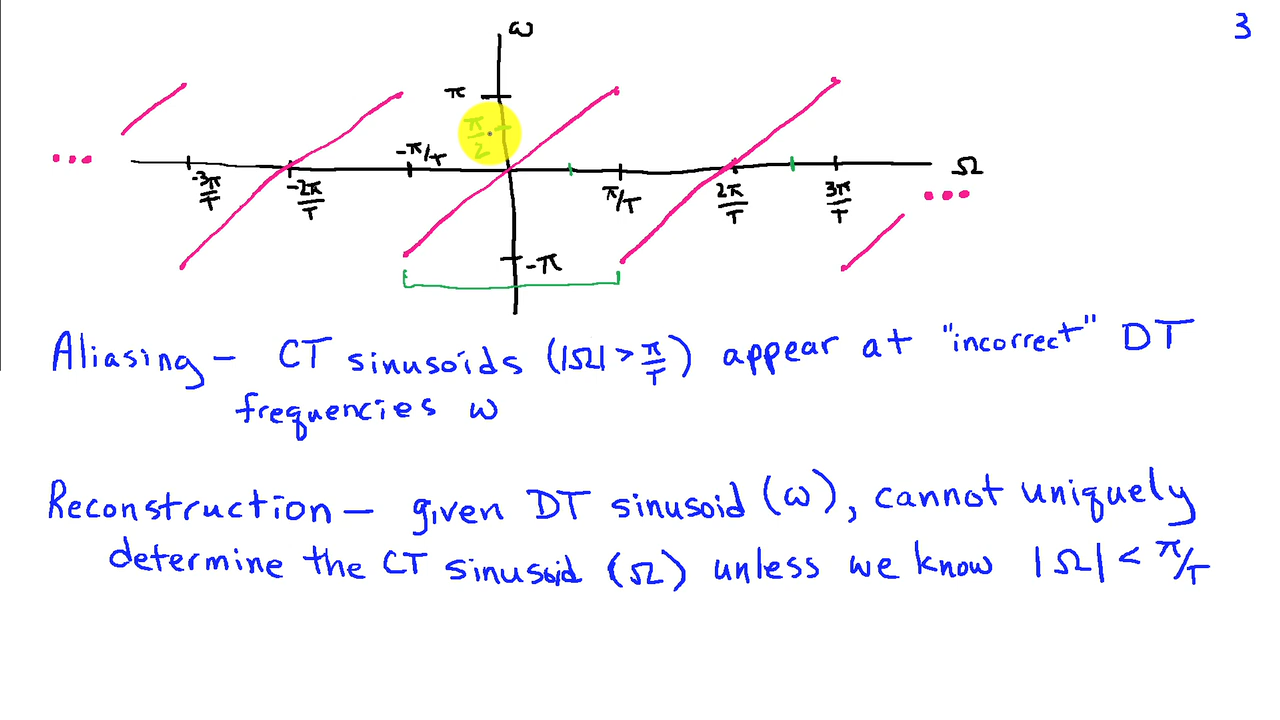 3
ω
π
π/2
-π/T
Ω
-3π/T
-2π/T
π/T
2π/T
3π/T
...
...
-π
Aliasing - CT sinusoids (|Ω| > π/T) appear at "incorrect" DT
frequencies ω
Reconstruction - given DT sinusoid (ω), cannot uniquely
determine the CT sinusoid (Ω) unless we know |Ω| < π/T